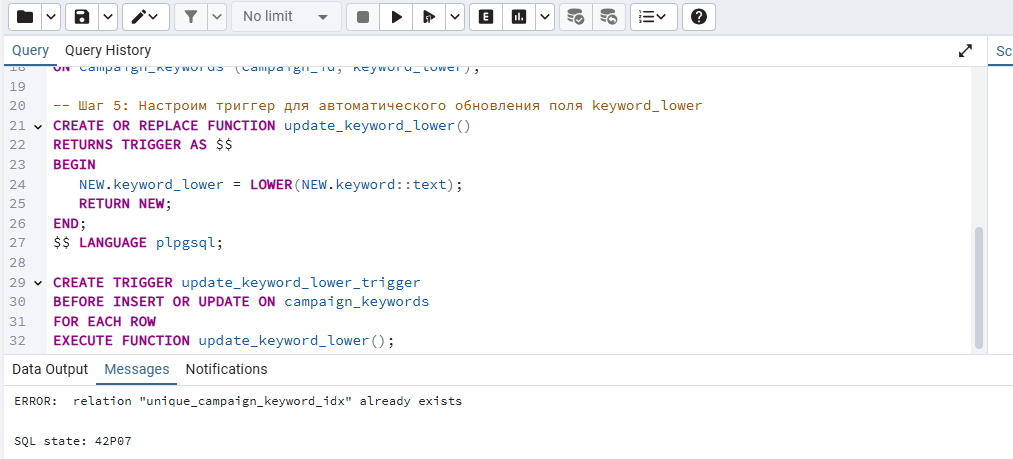 No limit
E
Query
Query History
Sc
18
ON campaign_keywords (campaign_id, keyword_lower);
19
20 -- Шаг 5: Настроим триггер для автоматического обновления поля keyword_lower
21 CREATE OR REPLACE FUNCTION update_keyword_lower()
22 RETURNS TRIGGER AS $$
23 BEGIN
24 NEW.keyword_lower = LOWER(NEW.keyword::text);
25 RETURN NEW;
26 END;
27 $$ LANGUAGE plpgsql;
28
29 CREATE TRIGGER update_keyword_lower_trigger
30 BEFORE INSERT OR UPDATE ON campaign_keywords
31 FOR EACH ROW
32 EXECUTE FUNCTION update_keyword_lower();
Data Output Messages Notifications
ERROR: relation "unique_campaign_keyword_idx" already exists
SQL state: 42P07